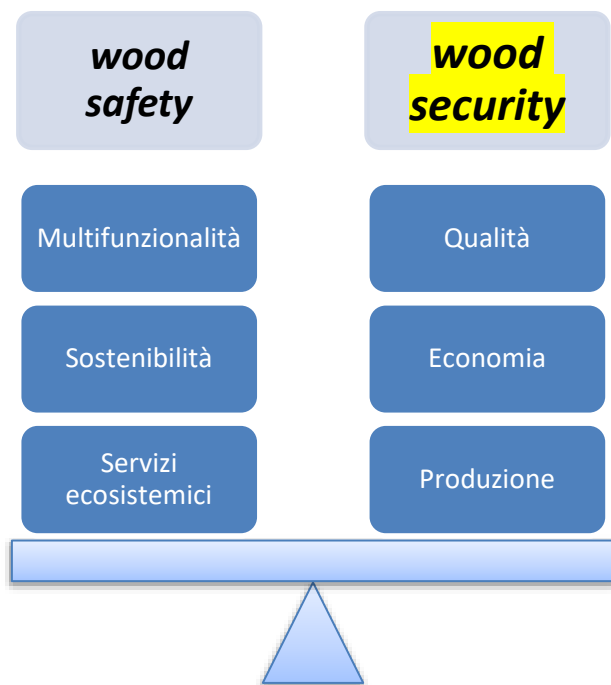 wood
safety
wood
security
Multifunzionalità
Qualità
Sostenibilità
Economia
Servizi
ecosistemici
Produzione